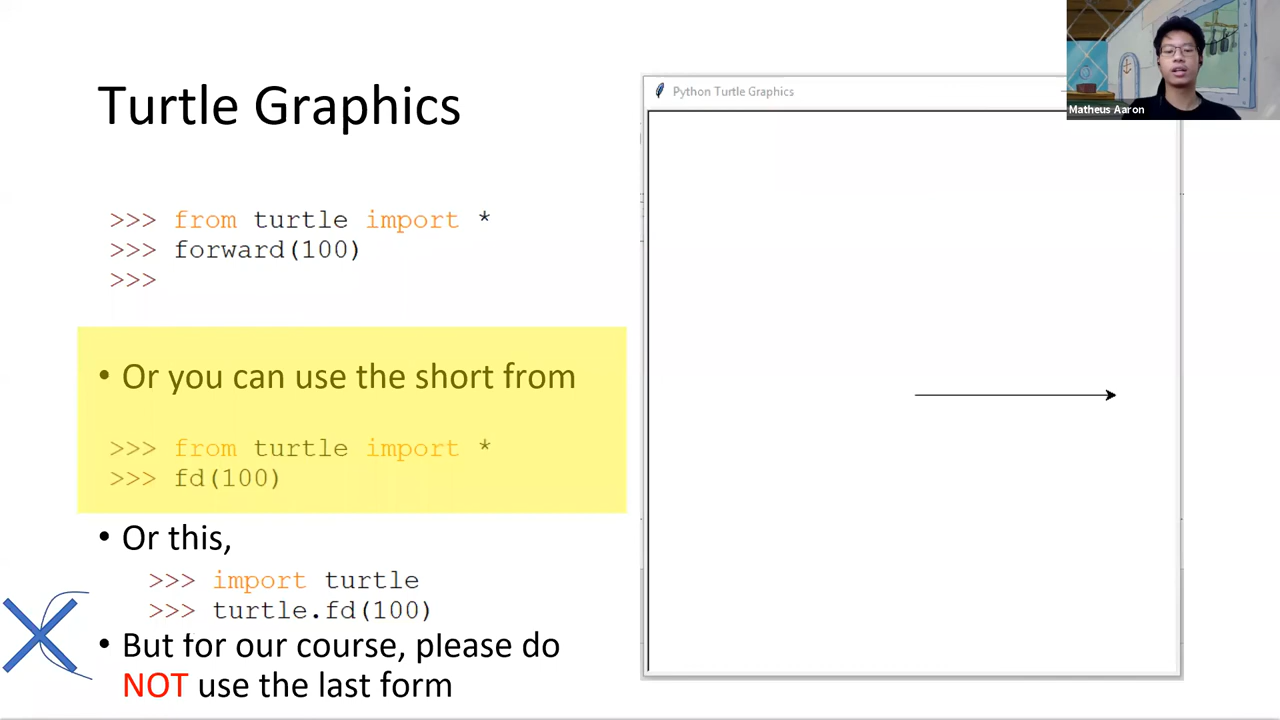 Turtle Graphics
>>> from turtle import *
>>> forward(100)
>>>
• Or you can use the short from
>>> from turtle import *
>>> fd(100)
• Or this,
>>> import turtle
>>> turtle.fd(100)
• But for our course, please do
NOT use the last form
Python Turtle Graphics
Matheus Aaron